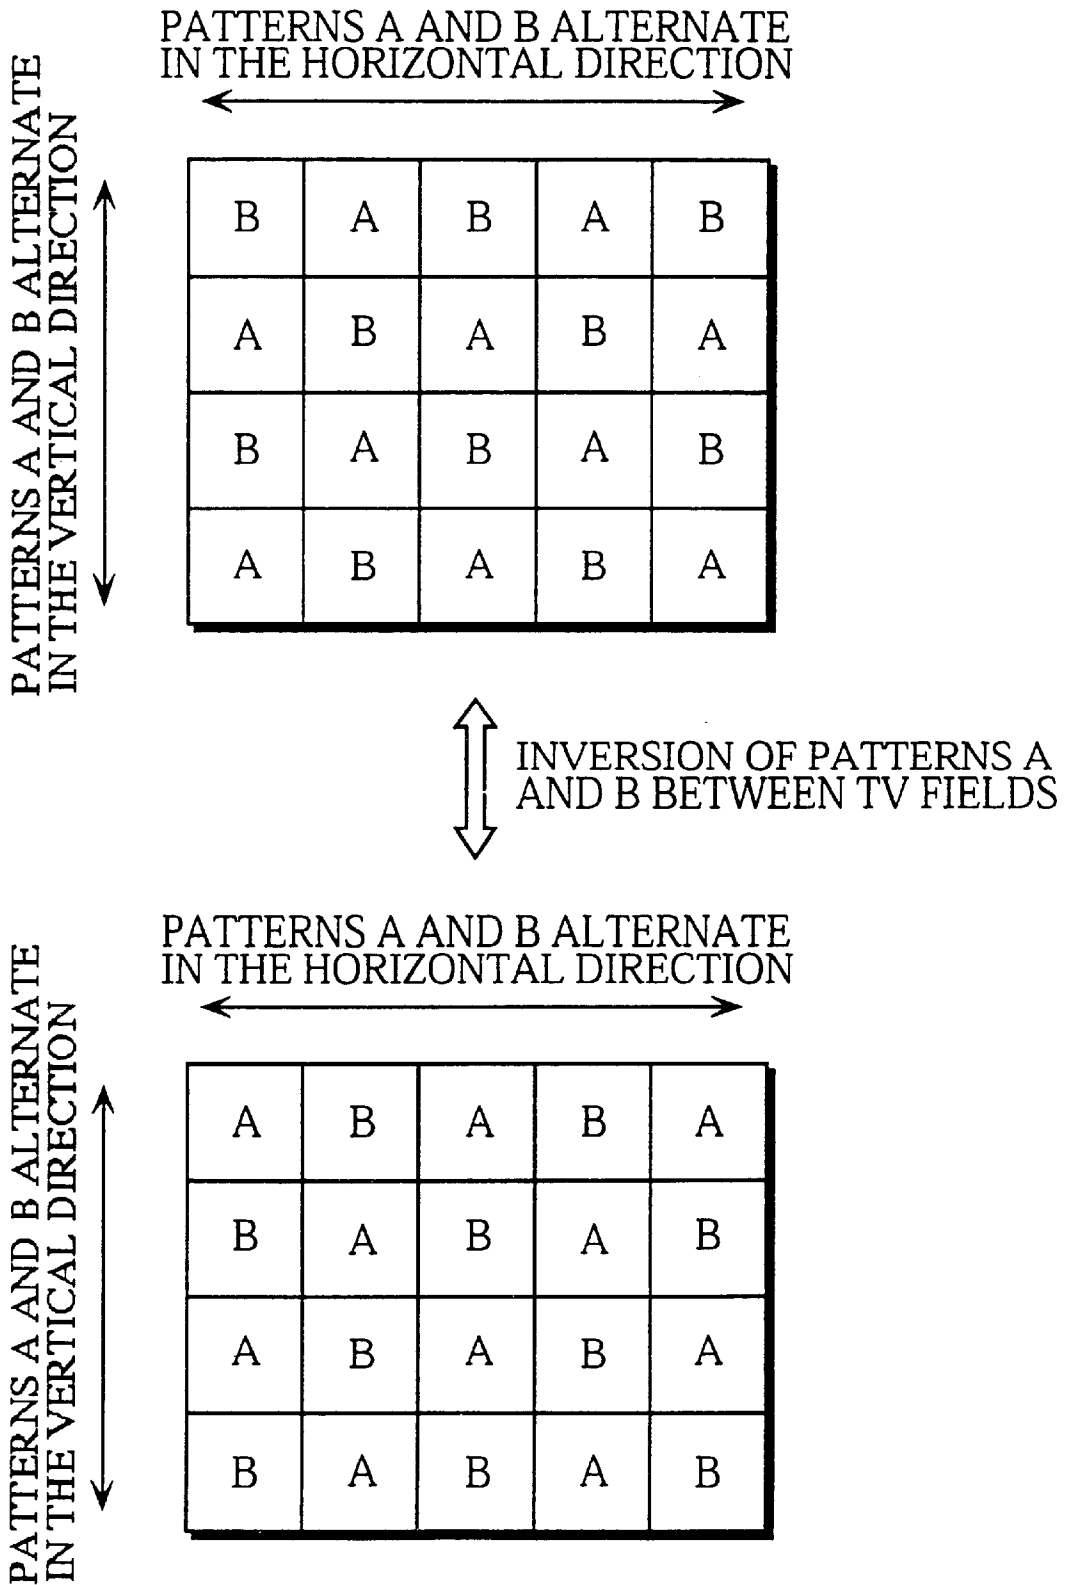 PATTERNS A AND B ALTERNATE
IN THE HORIZONTAL DIRECTION
PATTERNS A AND B ALTERNATE
IN THE VERTICAL DIRECTION
B A B A B
A B A B A
B A B A B
A B A B A
INVERSION OF PATTERNS A
AND B BETWEEN TV FIELDS
PATTERNS A AND B ALTERNATE
IN THE HORIZONTAL DIRECTION
PATTERNS A AND B ALTERNATE
IN THE VERTICAL DIRECTION
A B A B A
B A B A B
A B A B A
B A B A B